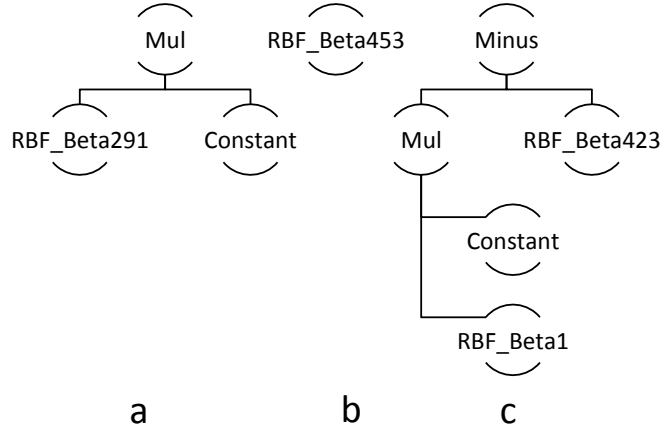 Mul
RBF_Beta453
Minus
RBF_Beta291
Constant
Mul
RBF_Beta423
Constant
RBF_Beta1
a
b
c